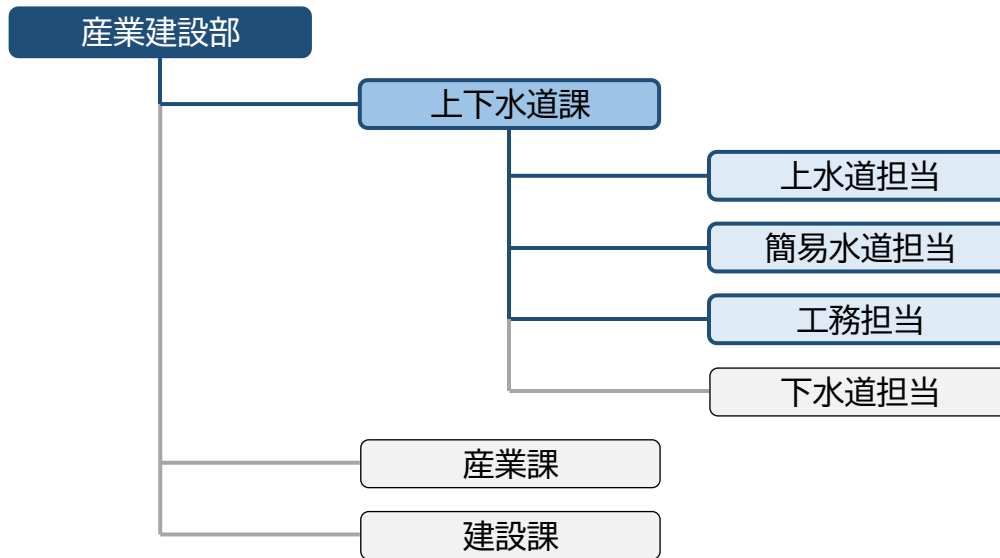 産業建設部
上下水道課
上水道担当
簡易水道担当
工務担当
下水道担当
産業課
建設課